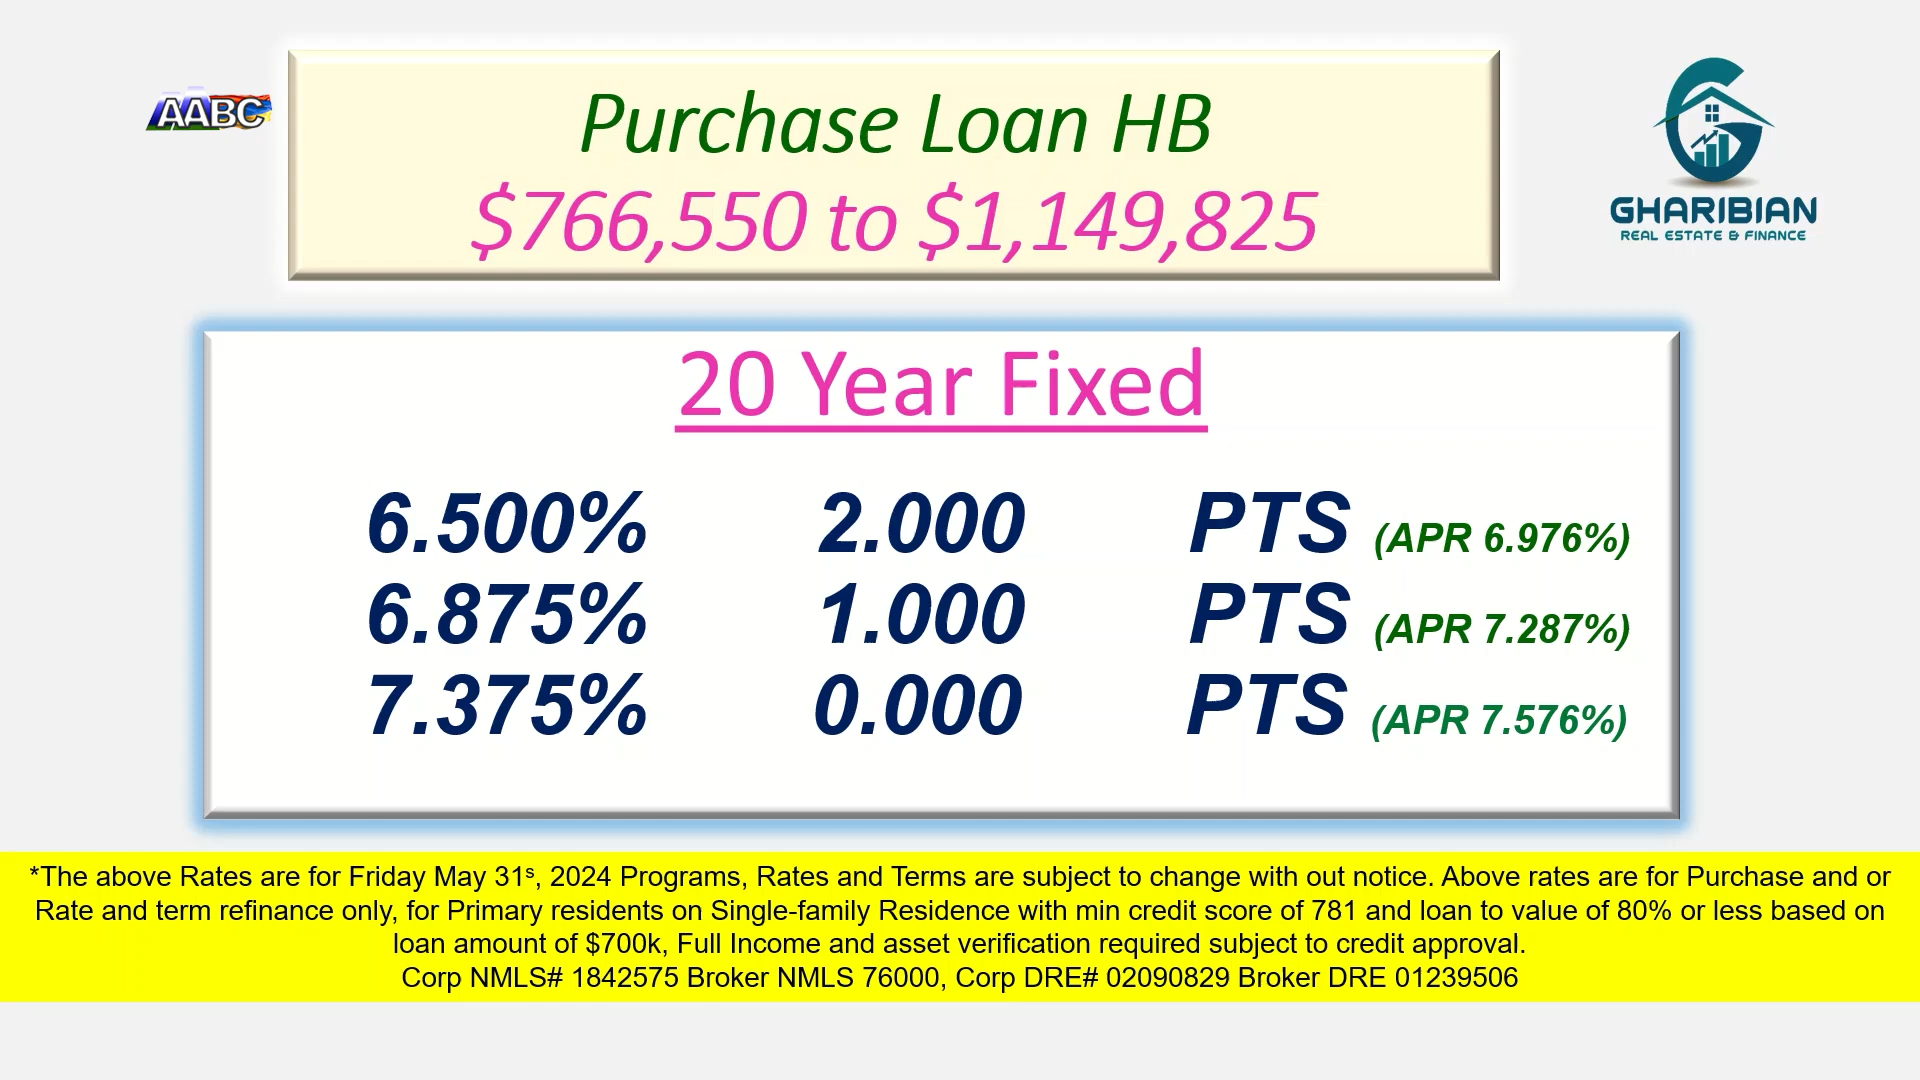 AABC
Purchase Loan HB
$766,550 to $1,149,825
GHARIBIAN
REAL ESTATE & FINANCE
20 Year Fixed
6.500% 2.000 PTS (APR 6.976%)
6.875% 1.000 PTS (APR 7.287%)
7.375% 0.000 PTS (APR 7.576%)
*The above Rates are for Friday May 31ˢ, 2024 Programs, Rates and Terms are subject to change with out notice. Above rates are for Purchase and or
Rate and term refinance only, for Primary residents on Single-family Residence with min credit score of 781 and loan to value of 80% or less based on
loan amount of $700k, Full Income and asset verification required subject to credit approval.
Corp NMLS# 1842575 Broker NMLS 76000, Corp DRE# 02090829 Broker DRE 01239506